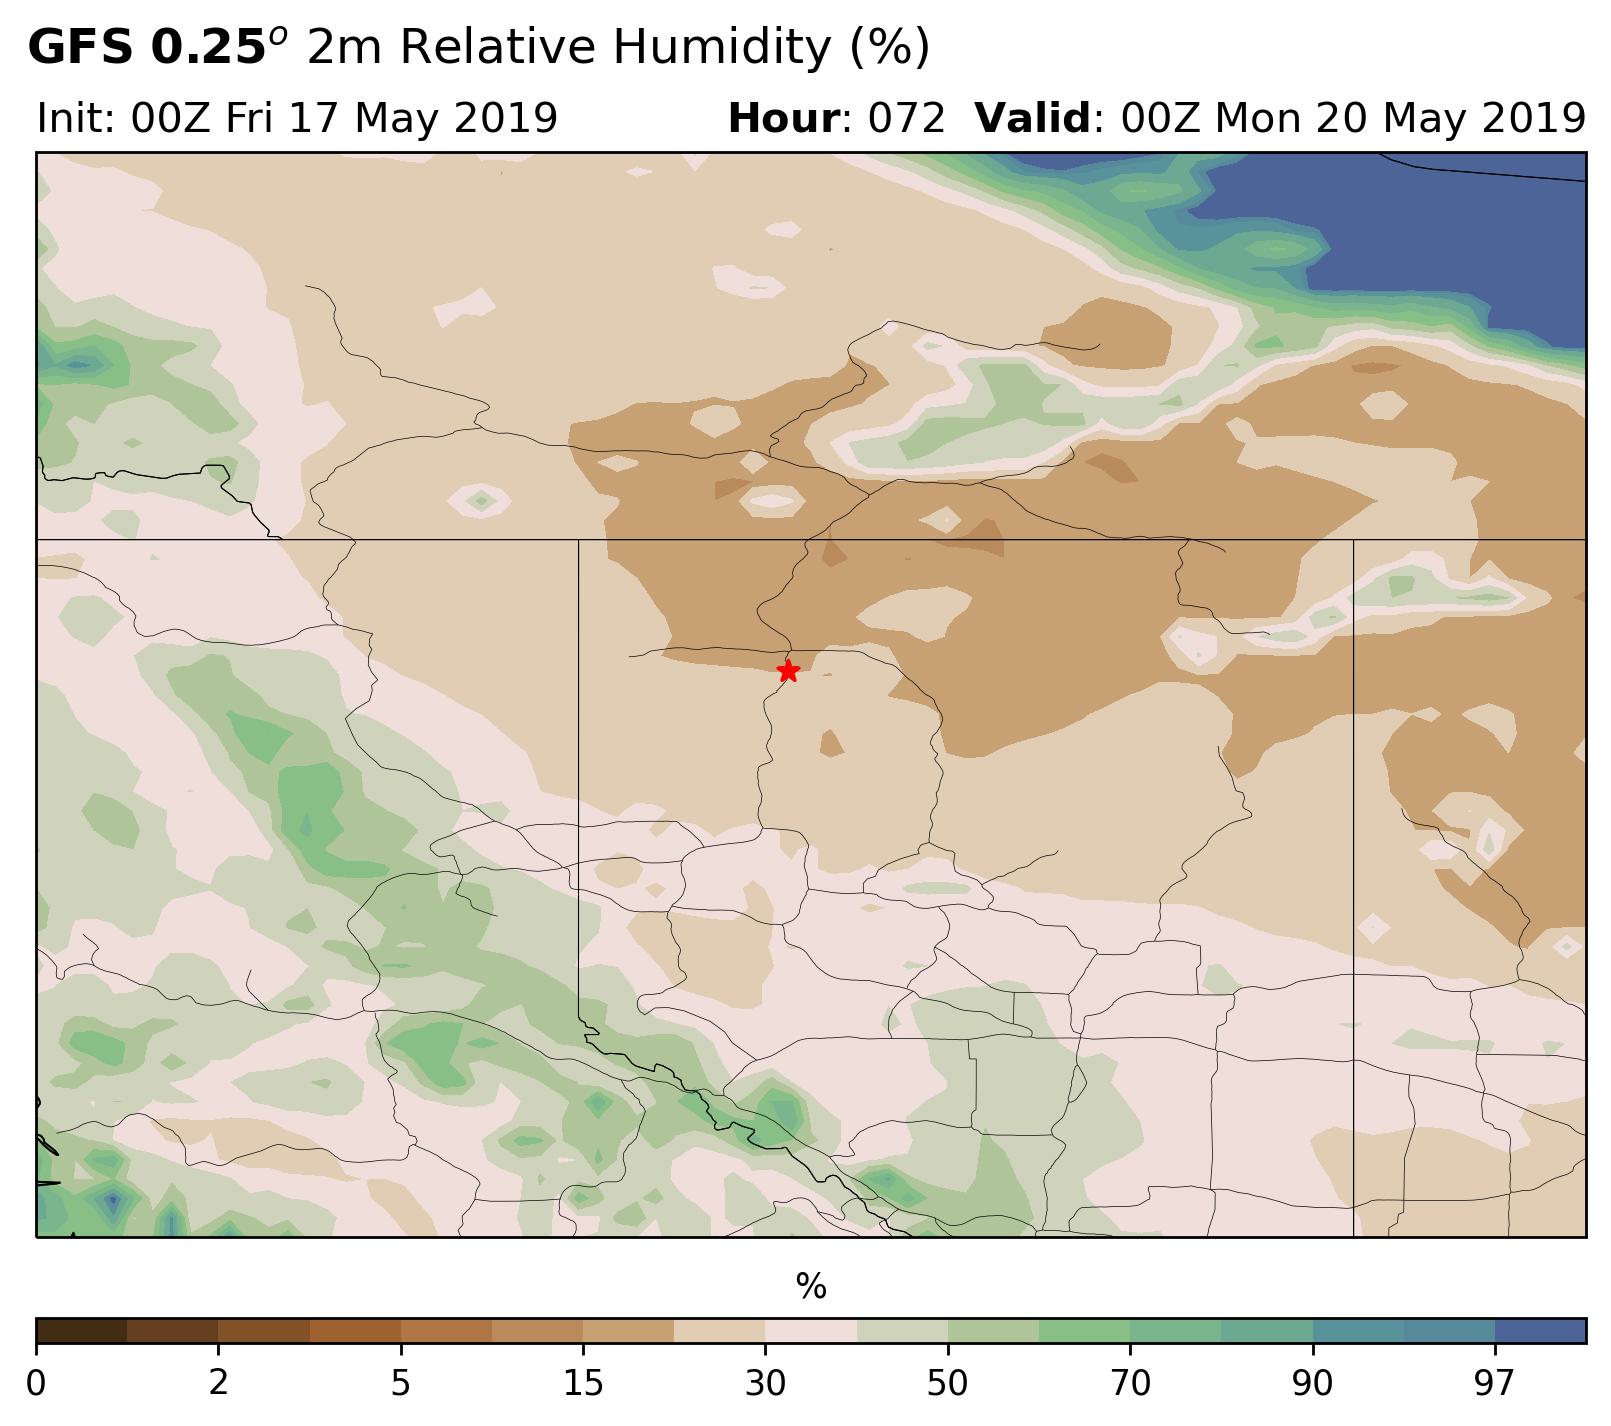 GFS 0.25° 2m Relative Humidity (%)
Init: 00Z Fri 17 May 2019 Hour: 072 Valid: 00Z Mon 20 May 2019
%
0 2 5 15 30 50 70 90 97